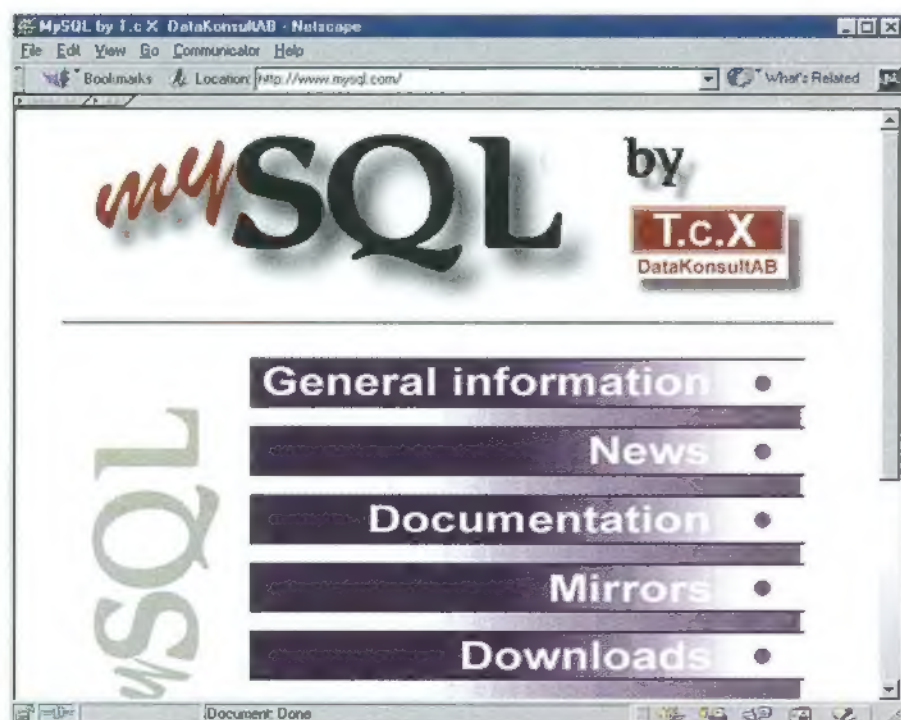 MySQL by T.c.X DataKonsultAB - Netscape
File Edit View Go Communicator Help
Bookmarks Location: http://www.mysql.com/ What's Related
mySQL by
T.c.X
DataKonsultAB
General information
News
Documentation
Mirrors
Downloads
mySQL
Document: Done